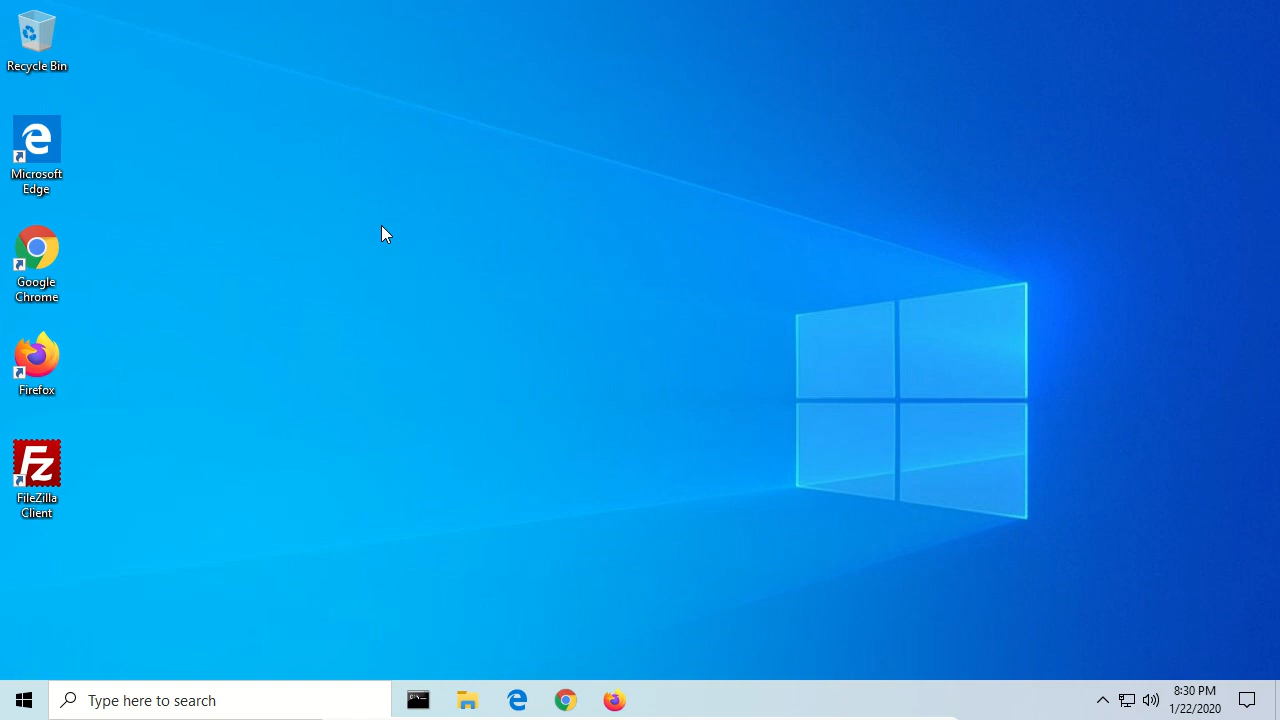 Recycle Bin
Microsoft
Edge
Google
Chrome
Firefox
FileZilla
Client
Type here to search
8:30 PM
1/22/2020